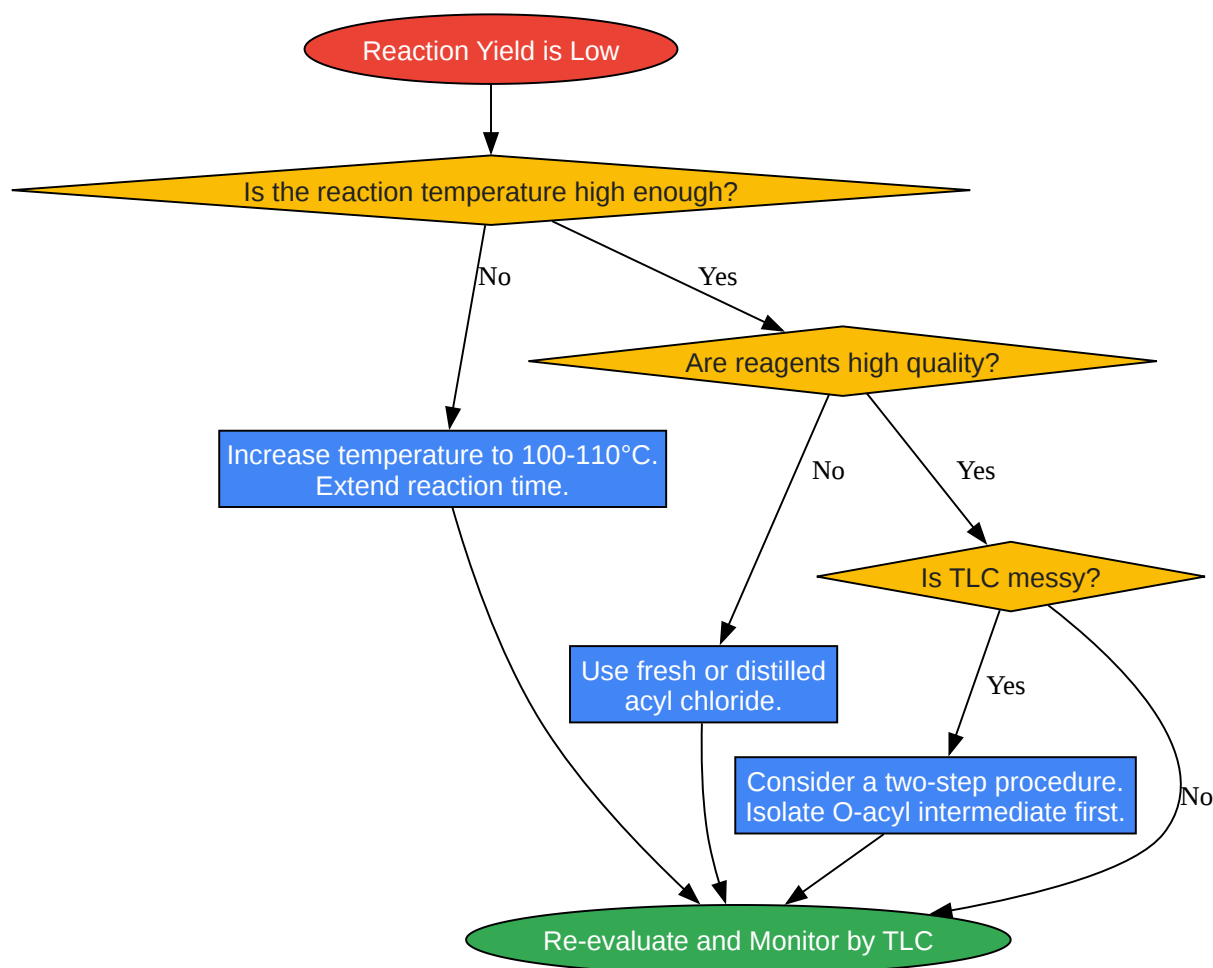 Reaction Yield is Low
Is the reaction temperature high enough?
No
Yes
Are reagents high quality?
Increase temperature to 100-110°C.
Extend reaction time.
No
Yes
Is TLC messy?
Use fresh or distilled
acyl chloride.
Yes
Consider a two-step procedure.
Isolate O-acyl intermediate first.
No
Re-evaluate and Monitor by TLC